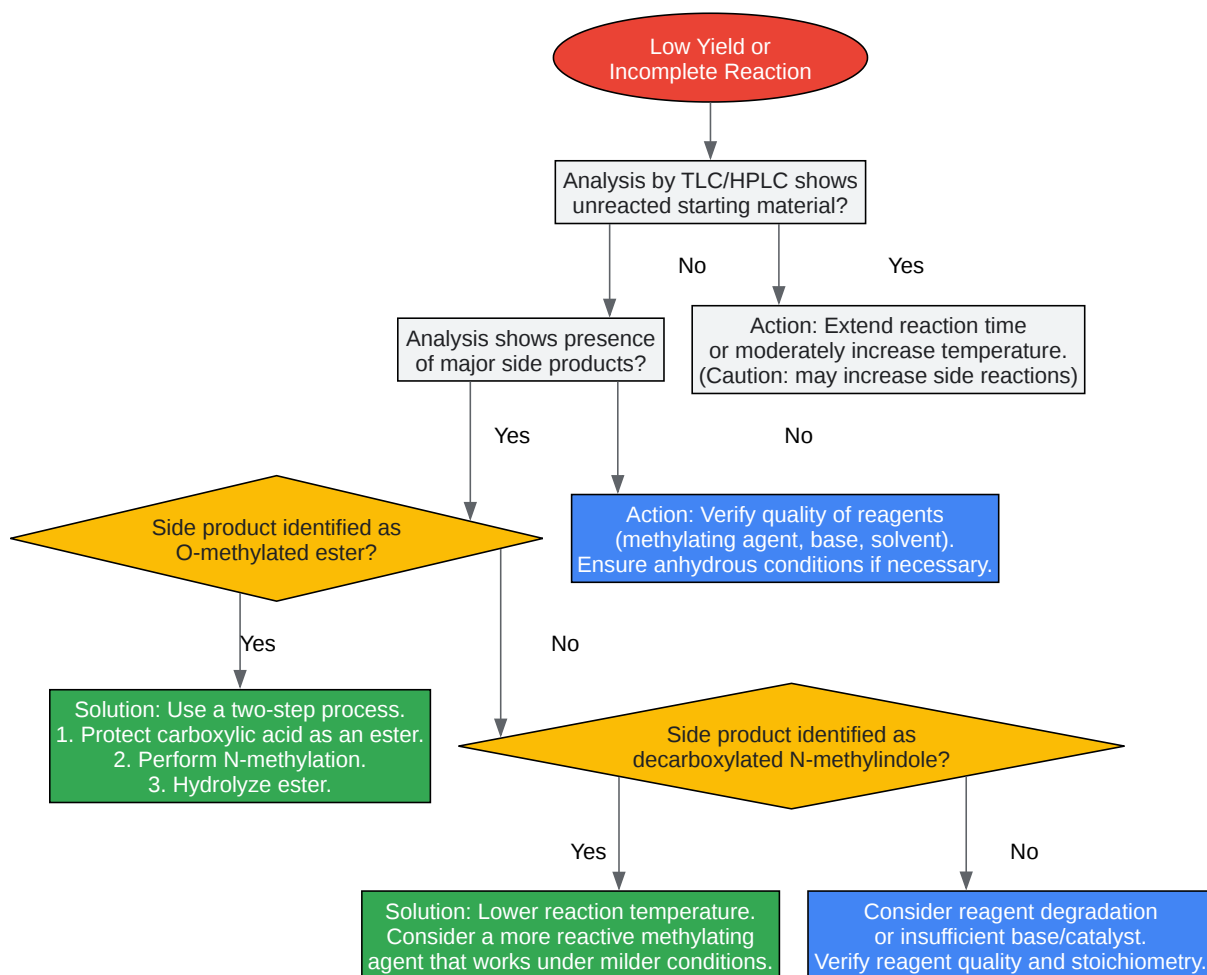 Low Yield or
Incomplete Reaction
Analysis by TLC/HPLC shows
unreacted starting material?
No
Yes
Analysis shows presence
of major side products?
Action: Extend reaction time
or moderately increase temperature.
(Caution: may increase side reactions)
Yes
No
Side product identified as
O-methylated ester?
Action: Verify quality of reagents
(methylating agent, base, solvent).
Ensure anhydrous conditions if necessary.
Yes
No
Solution: Use a two-step process.
1. Protect carboxylic acid as an ester.
2. Perform N-methylation.
3. Hydrolyze ester.
Side product identified as
decarboxylated N-methylindole?
Yes
No
Solution: Lower reaction temperature.
Consider a more reactive methylating
agent that works under milder conditions.
Consider reagent degradation
or insufficient base/catalyst.
Verify reagent quality and stoichiometry.